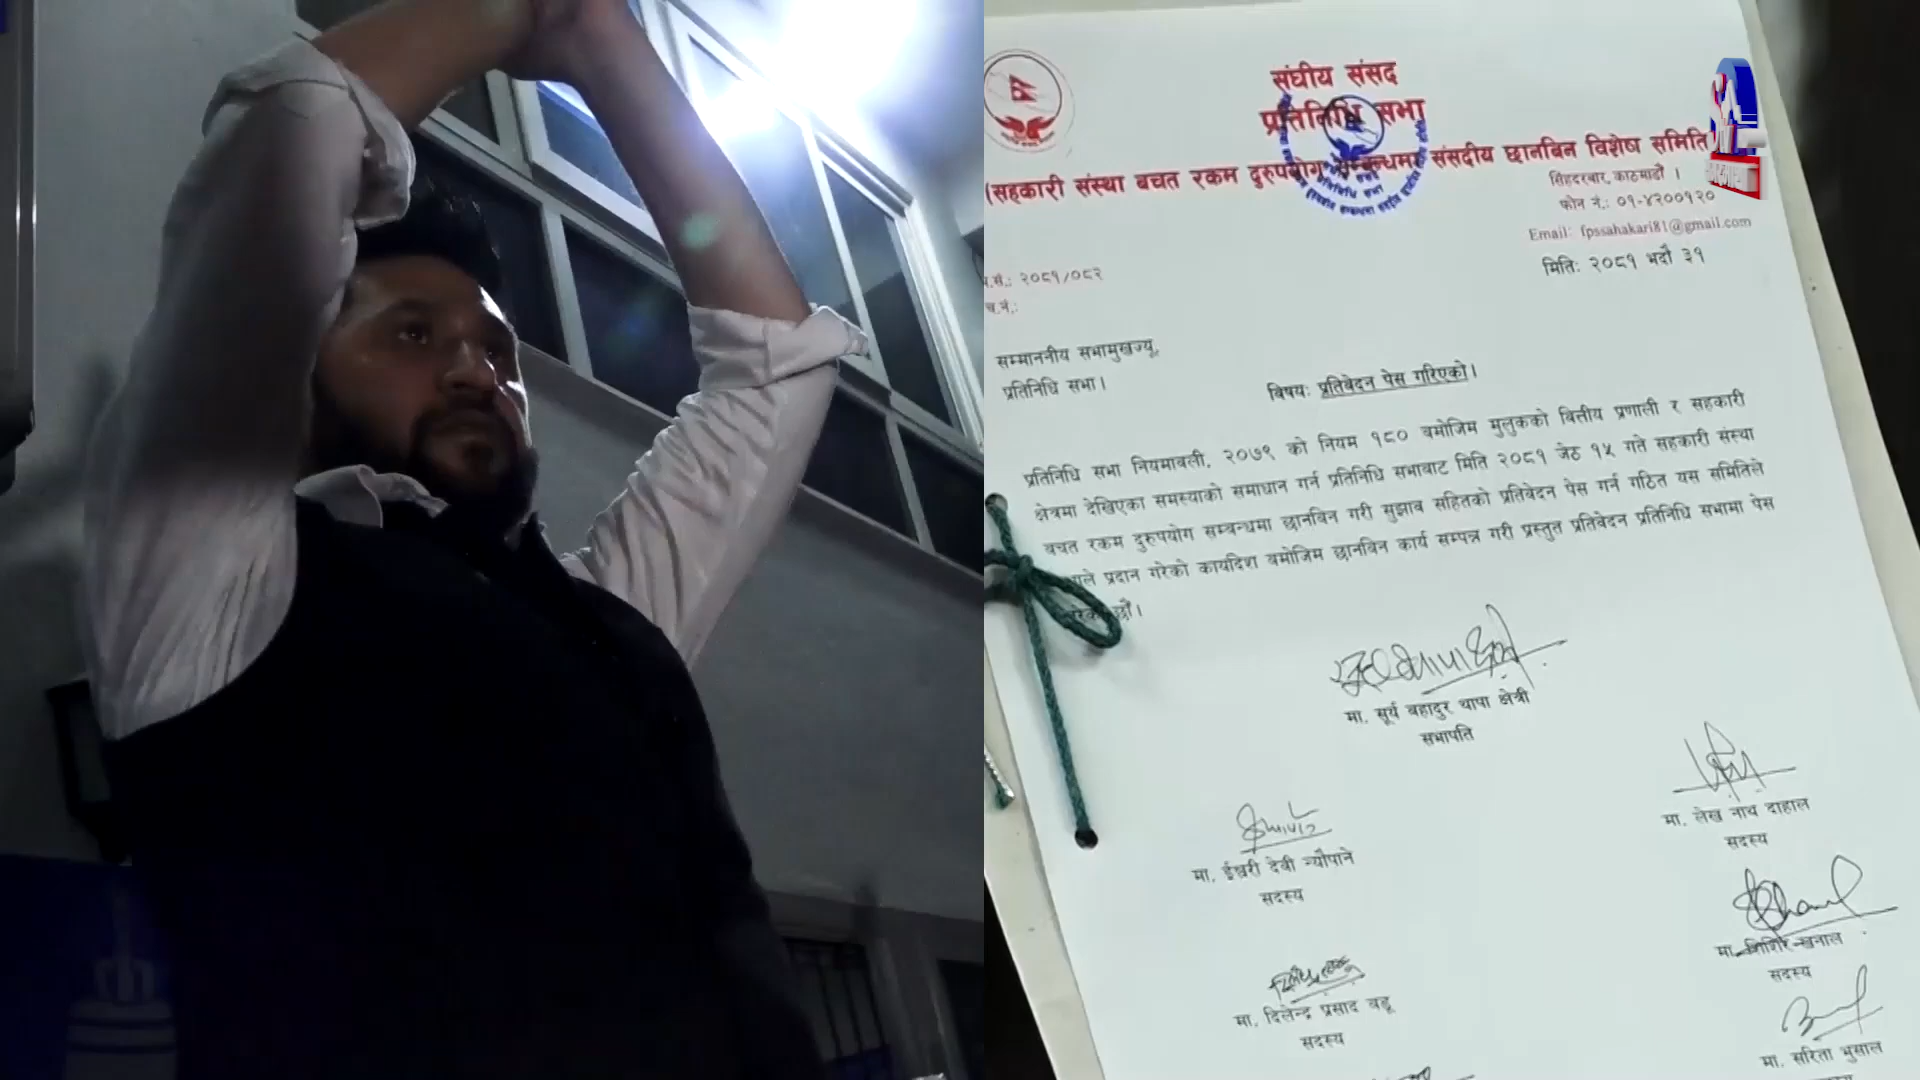 संघीय संसद
प्रतिनिधि सभा
(सहकारी संस्था बचत रकम दुरुपयोग सम्बन्धमा संसदीय छानबिन विशेष समिति)
सिंहदरबार, काठमाडौं ।
फोन नं.: ०१-४२००१२०
Email: fpssahakari81@gmail.com
मिति: २०८१ भदौ ३१
प.सं.: २०८१/०८२
च.नं.:
सम्माननीय सभामुखज्यू,
प्रतिनिधि सभा।
विषय: प्रतिवेदन पेस गरिएको।
प्रतिनिधि सभा नियमावली, २०७९ को नियम १८० बमोजिम मुलुकको वित्तीय प्रणाली र सहकारी
क्षेत्रमा देखिएका समस्याको समाधान गर्न प्रतिनिधि सभाबाट मिति २०८१ जेठ १५ गते सहकारी संस्था
बचत रकम दुरुपयोग सम्बन्धमा छानबिन गरी सुझाव सहितको प्रतिवेदन पेस गर्न गठित यस समितिले
प्रदान गरेको कार्यादेश बमोजिम छानबिन कार्य सम्पन्न गरी प्रस्तुत प्रतिवेदन प्रतिनिधि सभामा पेस
गरेका छौं।
मा. सूर्य बहादुर थापा क्षेत्री
सभापति
मा. लेख नाथ दाहाल
सदस्य
मा. ईश्वरी देवी न्यौपाने
सदस्य
मा. शिशिर खनाल
सदस्य
मा. दिलेन्द्र प्रसाद बडू
सदस्य
मा. सरिता भुसाल